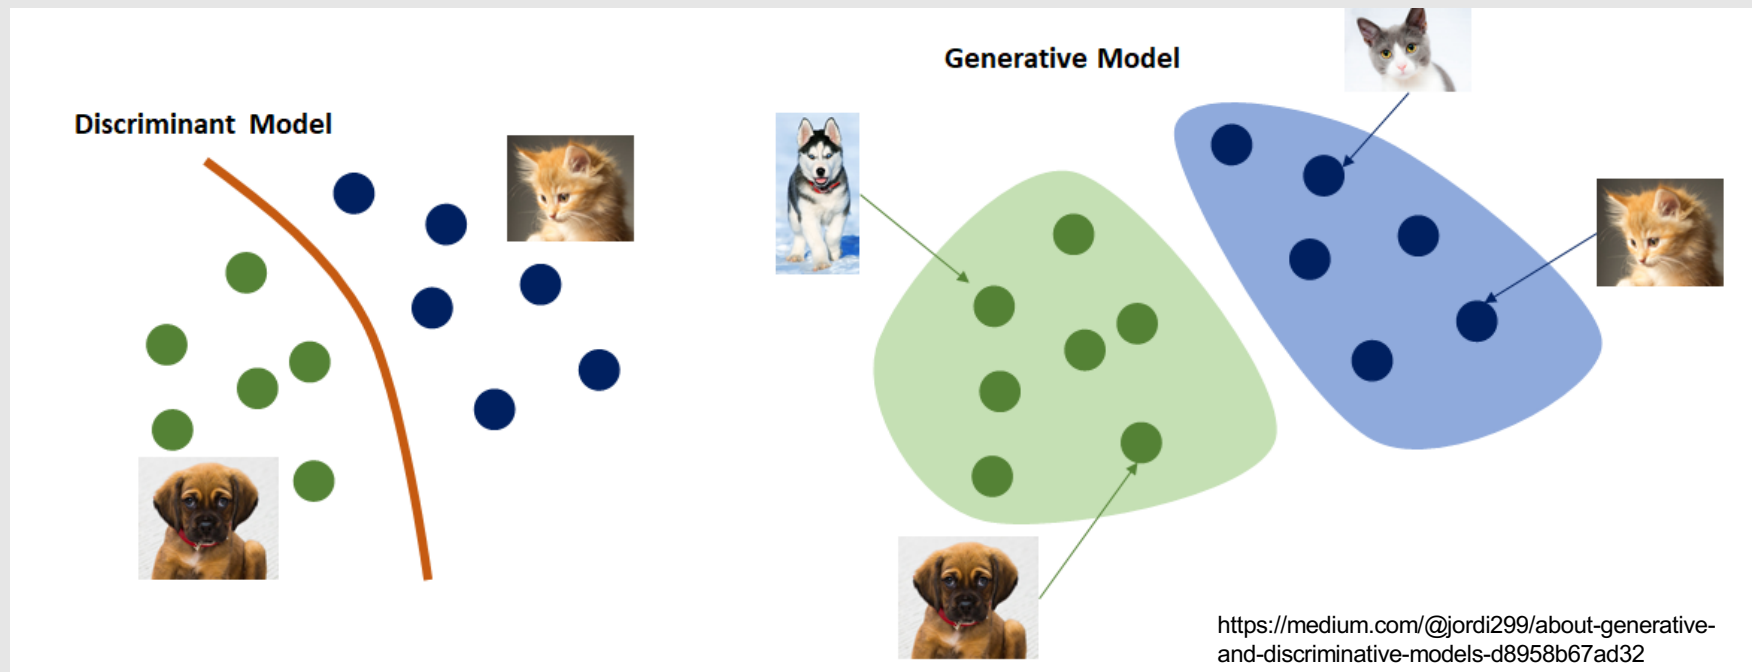 Discriminant Model
Generative Model
https://medium.com/@jordi299/about-generative-
and-discriminative-models-d8958b67ad32